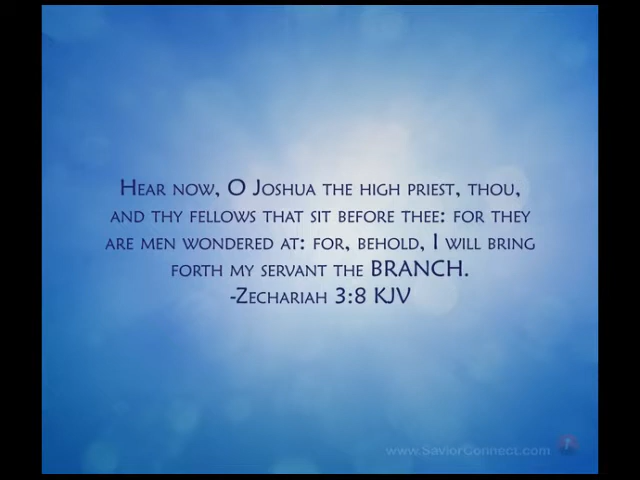 Hear now, O Joshua the high priest, thou,
and thy fellows that sit before thee: for they
are men wondered at: for, behold, I will bring
forth my servant the BRANCH.
-Zechariah 3:8 KJV
www.SaviorConnect.com